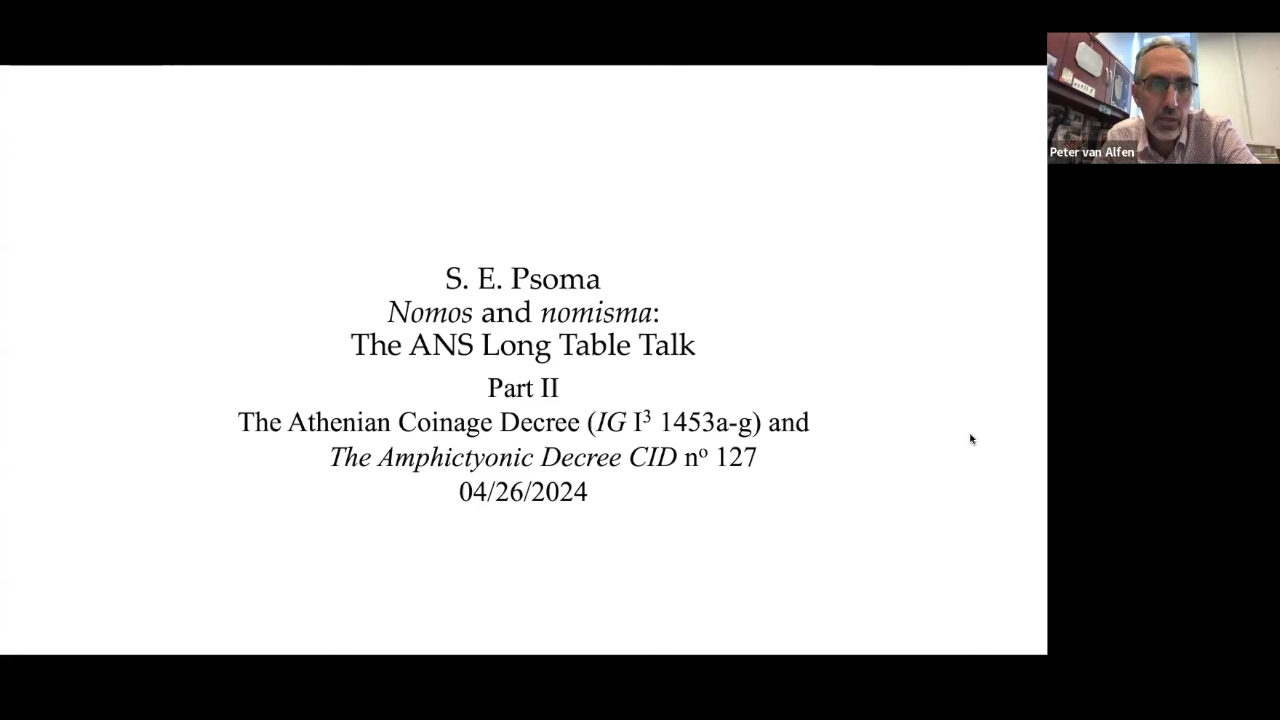 S. E. Psoma
Nomos and nomisma:
The ANS Long Table Talk
Part II
The Athenian Coinage Decree (IG I³ 1453a-g) and
The Amphictyonic Decree CID nº 127
04/26/2024
Peter van Alfen